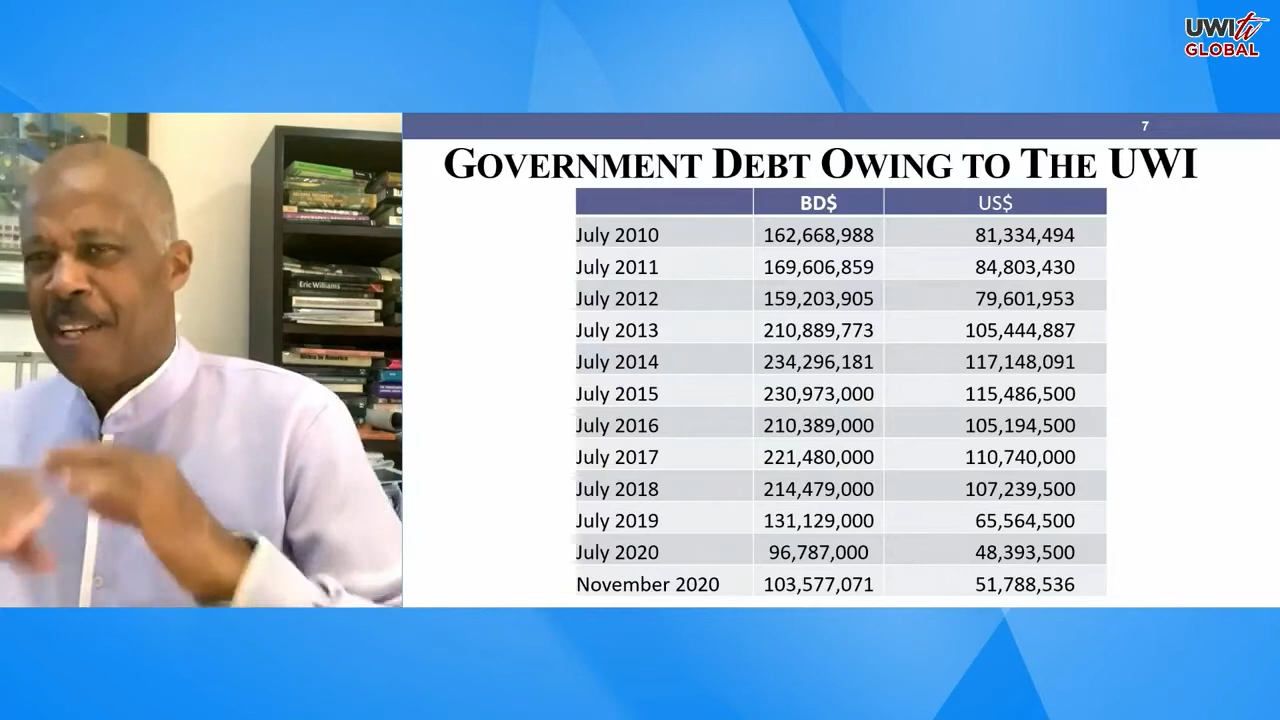 UWI tv
GLOBAL
7
GOVERNMENT DEBT OWING TO THE UWI
BD$ US$
July 2010 162,668,988 81,334,494
July 2011 169,606,859 84,803,430
July 2012 159,203,905 79,601,953
July 2013 210,889,773 105,444,887
July 2014 234,296,181 117,148,091
July 2015 230,973,000 115,486,500
July 2016 210,389,000 105,194,500
July 2017 221,480,000 110,740,000
July 2018 214,479,000 107,239,500
July 2019 131,129,000 65,564,500
July 2020 96,787,000 48,393,500
November 2020 103,577,071 51,788,536
Eric Williams